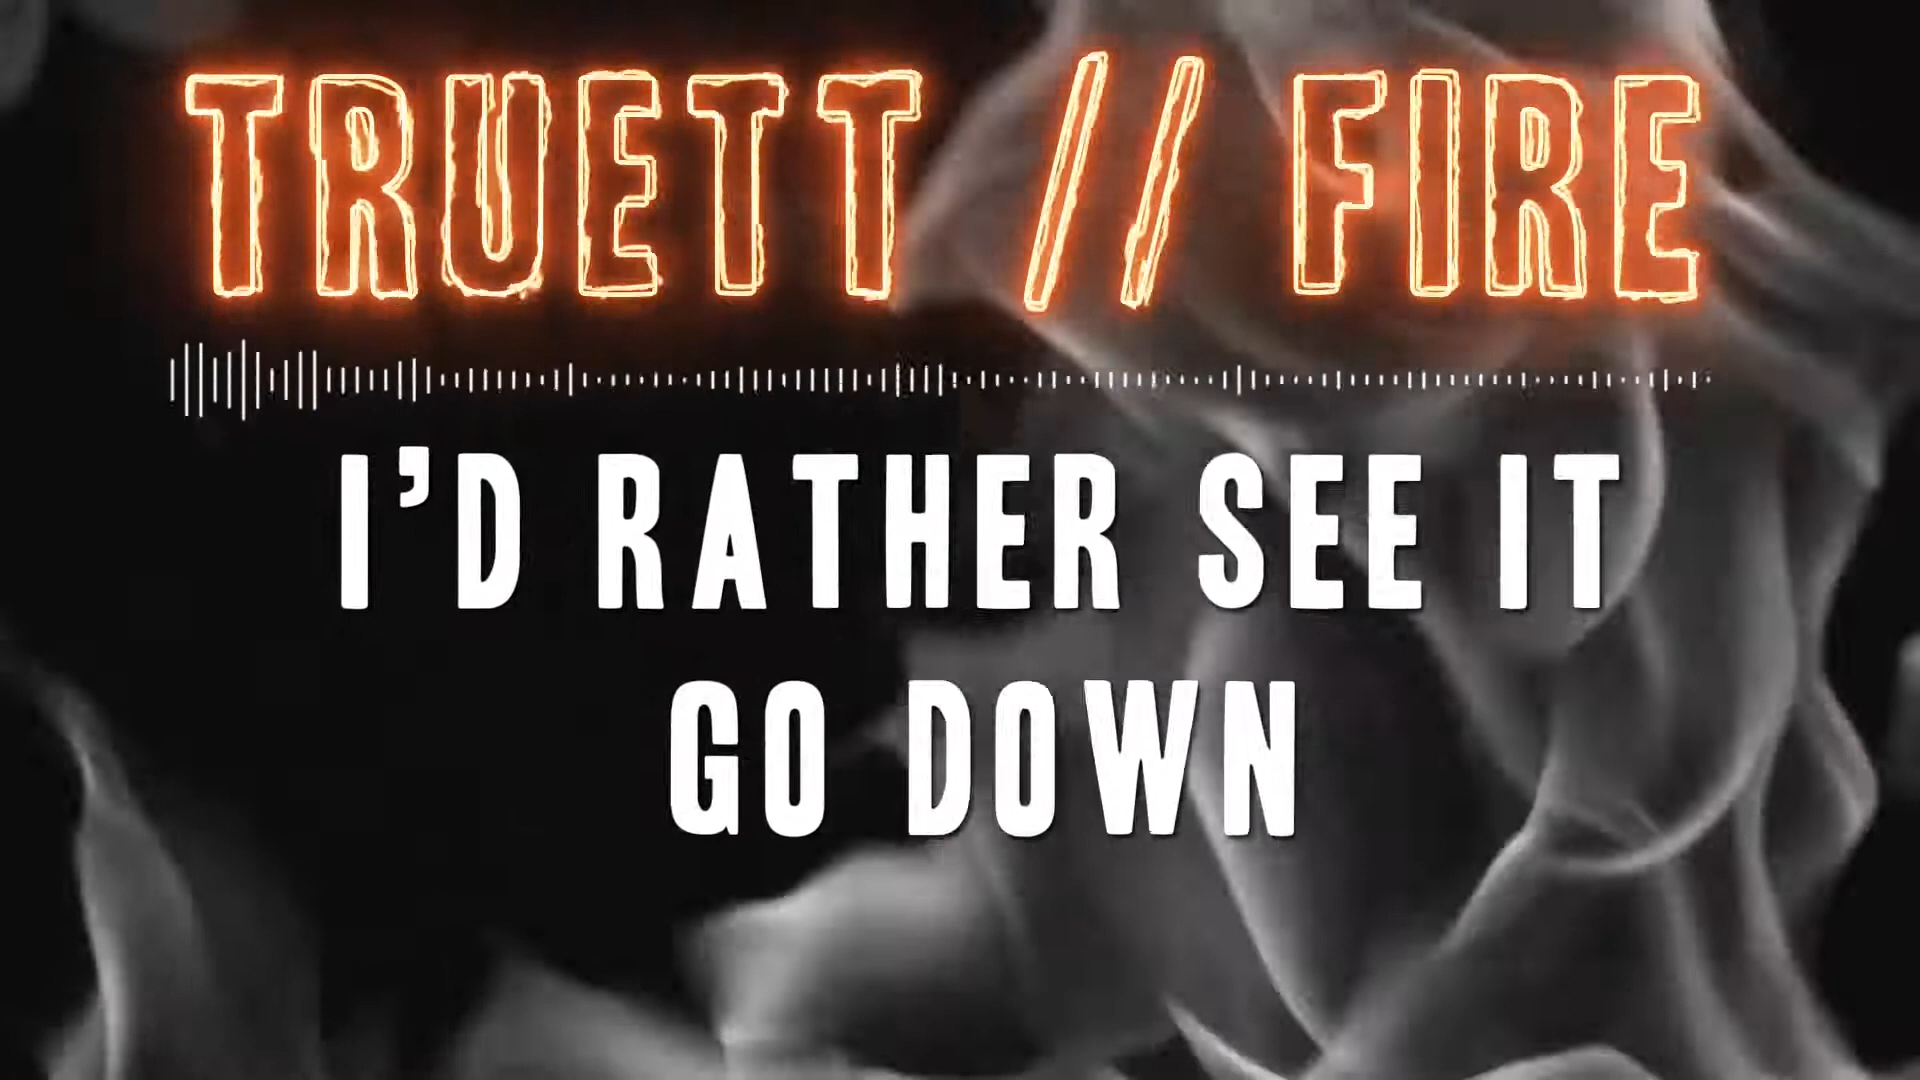 TRUETT // FIRE
I’D RATHER SEE IT
GO DOWN